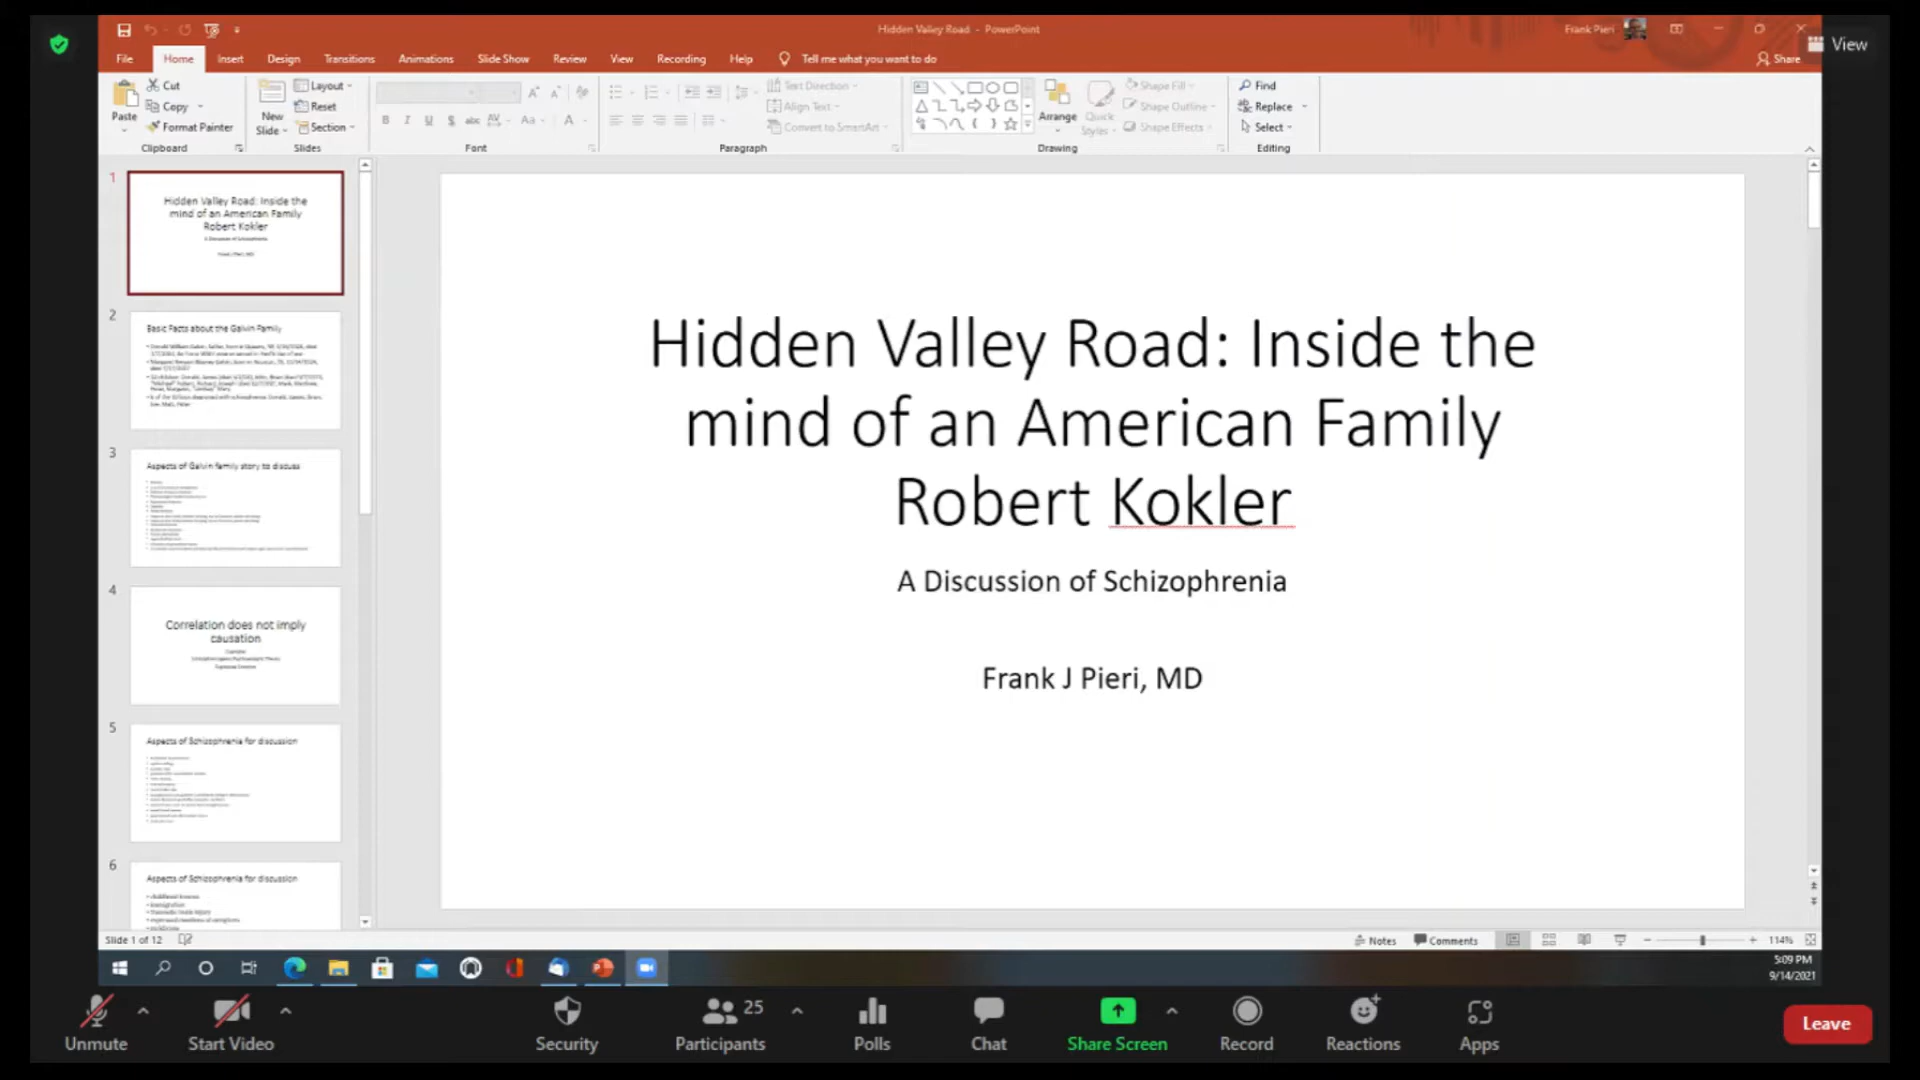 Hidden Valley Road - PowerPoint
Frank Pieri
View
File Home Insert Design Transitions Animations Slide Show Review View Recording Help Tell me what you want to do
Share
Paste
Cut
Copy
Format Painter
Clipboard
New
Slide
Layout
Reset
Section
Slides
Font
Text Direction
Align Text
Convert to SmartArt
Paragraph
Arrange
Quick
Styles
Shape Fill
Shape Outline
Shape Effects
Drawing
Find
Replace
Select
Editing
1
Hidden Valley Road: Inside the
mind of an American Family
Robert Kokler
A Discussion of Schizophrenia
Frank J Pieri, MD
2
Basic Facts about the Galvin Family
3
Aspects of Galvin family story to discuss
4
Correlation does not imply
causation
5
Aspects of Schizophrenia for discussion
6
Aspects of Schizophrenia for discussion
Hidden Valley Road: Inside the
mind of an American Family
Robert Kokler
A Discussion of Schizophrenia
Frank J Pieri, MD
Slide 1 of 12
Notes Comments 114%
5:09 PM
9/14/2021
Unmute Start Video Security Participants 25 Polls Chat Share Screen Record Reactions Apps Leave